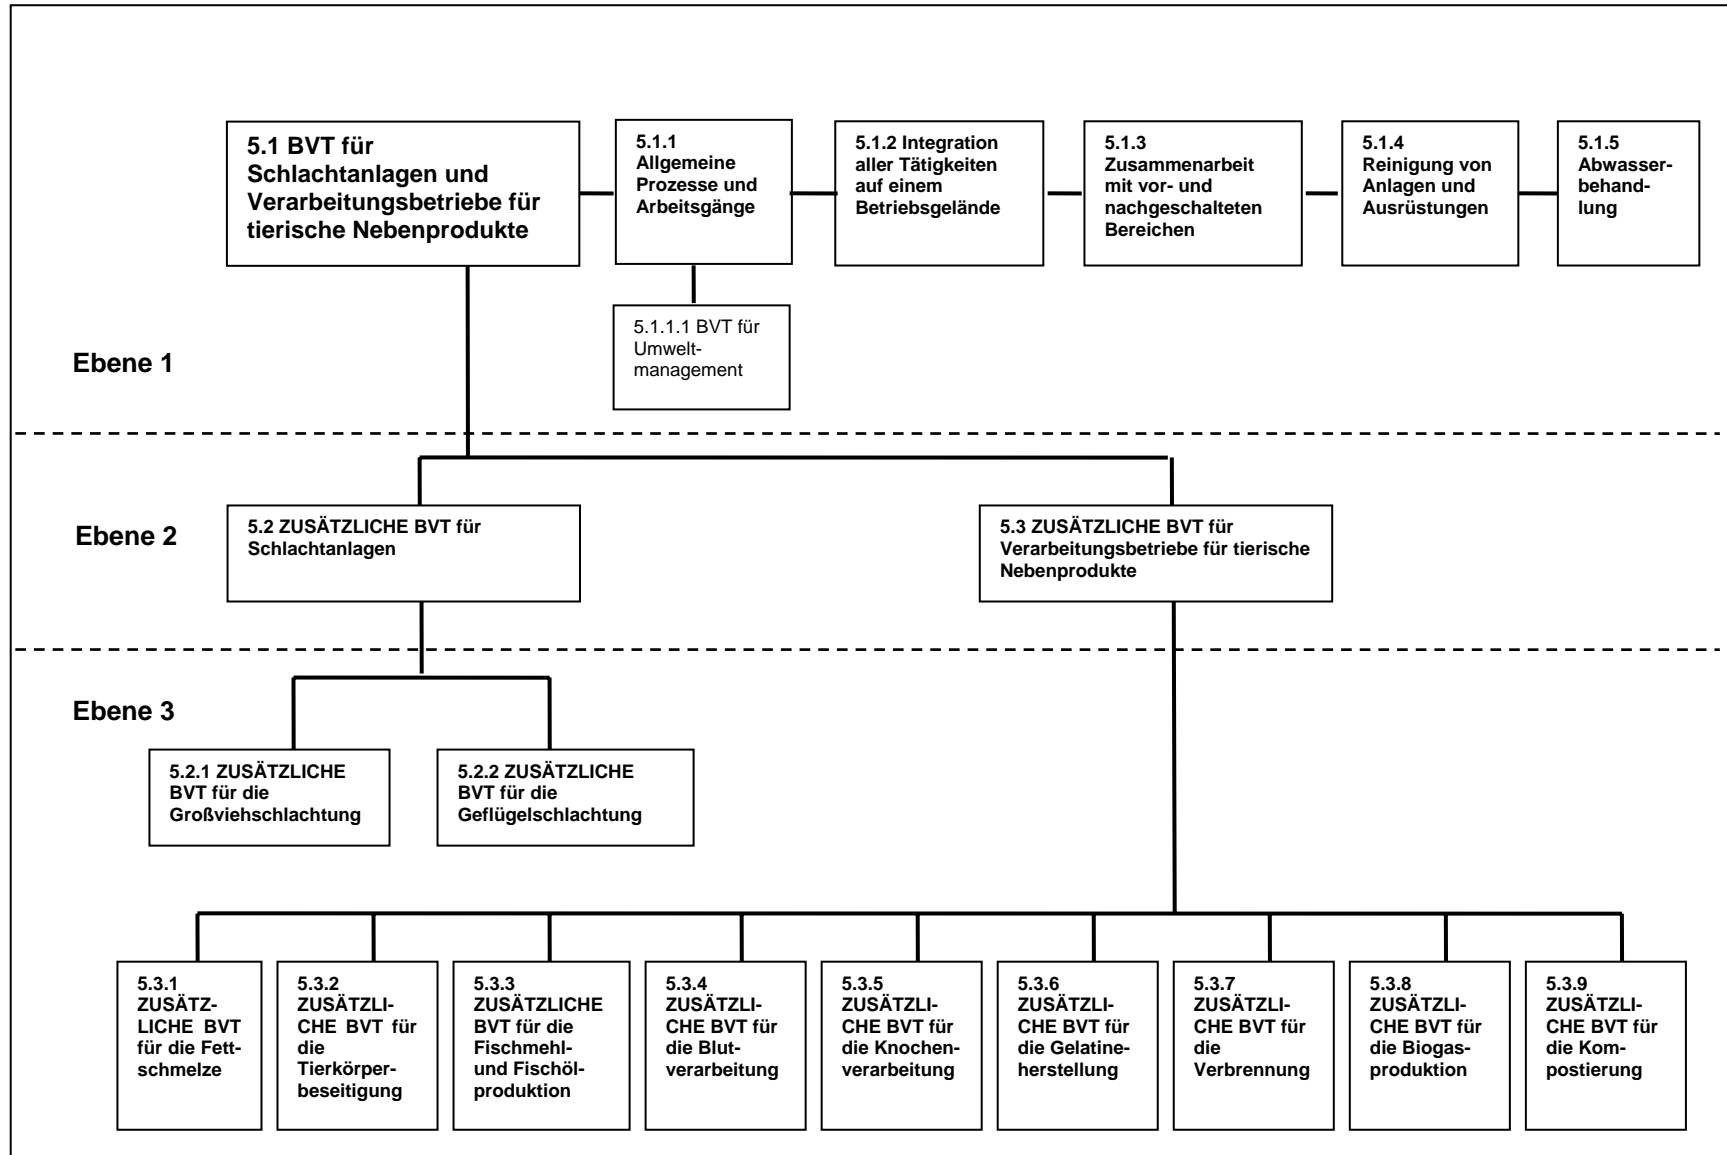 5.1 BVT für
Schlachtanlagen und
Verarbeitungsbetriebe für
tierische Nebenprodukte
5.1.1
Allgemeine
Prozesse und
Arbeitsgänge
5.1.2 Integration
aller Tätigkeiten
auf einem
Betriebsgelände
5.1.3
Zusammenarbeit
mit vor- und
nachgeschalteten
Bereichen
5.1.4
Reinigung von
Anlagen und
Ausrüstungen
5.1.5
Abwasser-
behand-
lung
5.1.1.1 BVT für
Umwelt-
management
Ebene 1
Ebene 2
5.2 ZUSÄTZLICHE BVT für
Schlachtanlagen
5.3 ZUSÄTZLICHE BVT für
Verarbeitungsbetriebe für tierische
Nebenprodukte
Ebene 3
5.2.1 ZUSÄTZLICHE
BVT für die
Großviehschlachtung
5.2.2 ZUSÄTZLICHE
BVT für die
Geflügelschlachtung
5.3.1
ZUSÄTZ-
LICHE BVT
für die Fett-
schmelze
5.3.2
ZUSÄTZLI-
CHE BVT für
die
Tierkörper-
beseitigung
5.3.3
ZUSÄTZLICHE
BVT für die
Fischmehl-
und Fischöl-
produktion
5.3.4
ZUSÄTZLI-
CHE BVT für
die Blut-
verarbeitung
5.3.5
ZUSÄTZLI-
CHE BVT für
die Knochen-
verarbeitung
5.3.6
ZUSÄTZLI-
CHE BVT für
die Gelatine-
herstellung
5.3.7
ZUSÄTZLI-
CHE BVT für
die
Verbrennung
5.3.8
ZUSÄTZLI-
CHE BVT für
die Biogas-
produktion
5.3.9
ZUSÄTZLI-
CHE BVT für
die Kom-
postierung